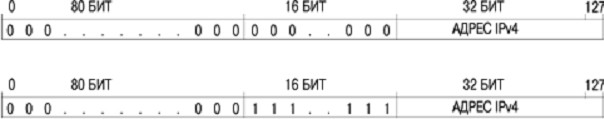 0 80 БИТ 16 БИТ 32 БИТ 127
0 0 0 . . . . . . . 0 0 0 0 0 0 . . 0 0 0 АДРЕС IPv4
0 80 БИТ 16 БИТ 32 БИТ 127
0 0 0 . . . . . . . 0 0 0 1 1 1 . . 1 1 1 АДРЕС IPv4